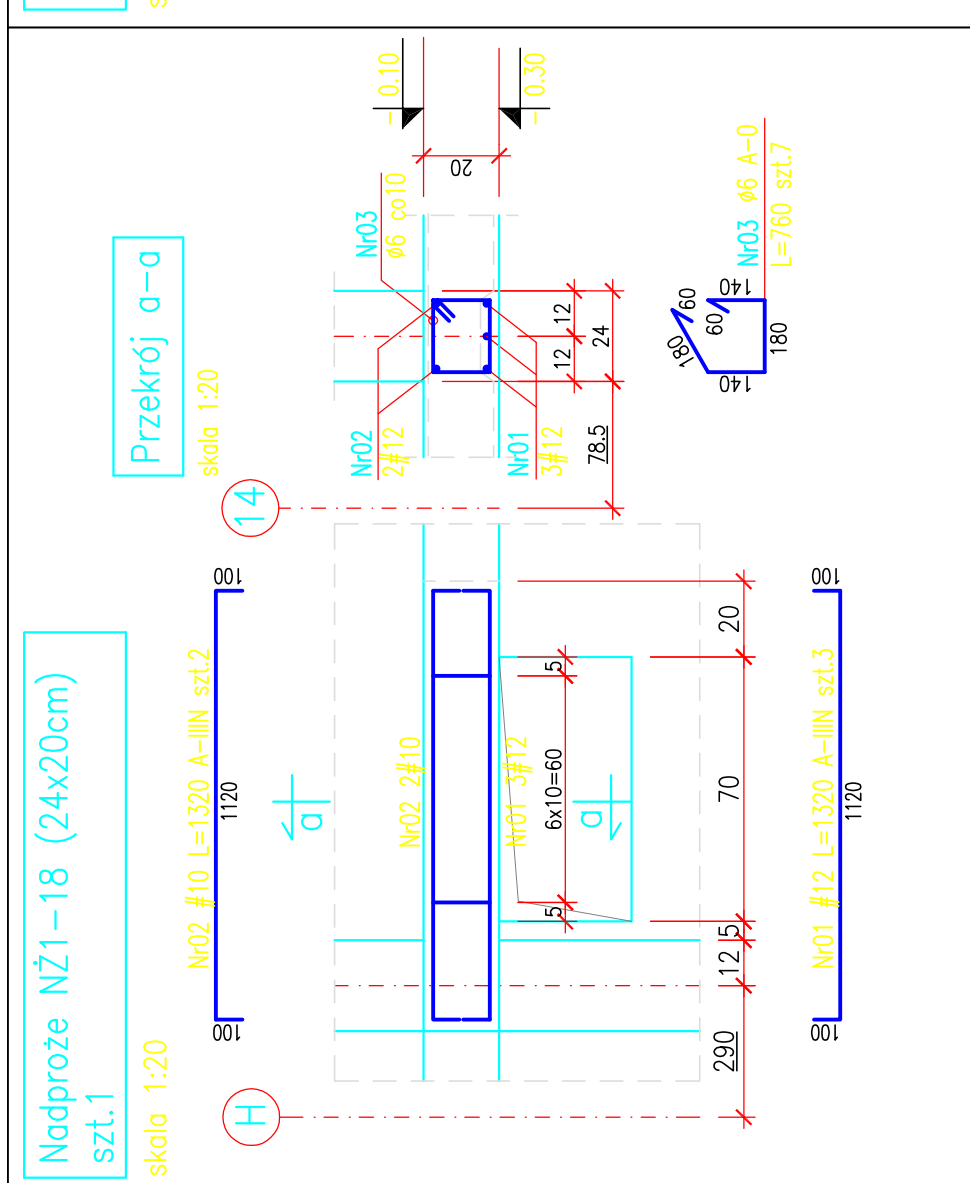 Nadproże NŻ1-18 (24x20cm)
szt.1
skala 1:20
Przekrój a-a
skala 1:20
H
14
Nr02 #10 L=1320 A-IIIN szt.2
100
1120
100
a
Nr02 2#10
Nr01 3#12
5
6x10=60
5
a
290
12
5
70
20
Nr01 #12 L=1320 A-IIIN szt.3
100
1120
100
Nr02
2#12
Nr03
ø6 co10
Nr01
3#12
- 0.10
- 0.30
20
78.5
12
12
24
Nr03 ø6 A-0
L=760 szt.7
180
60
60
140
140
180